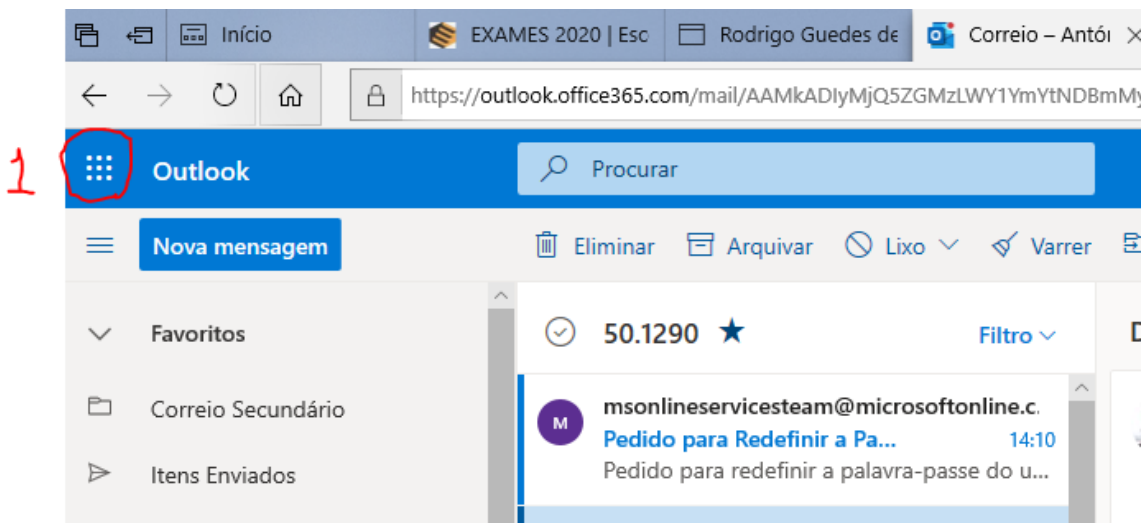 Início
EXAMES 2020 | Esc
Rodrigo Guedes de
Correio – Antó
https://outlook.office365.com/mail/AAMkADIyMjQ5ZGMzLWY1YmYtNDBmMy
1
Outlook
Procurar
Nova mensagem
Eliminar
Arquivar
Lixo
Varrer
Favoritos
50.1290
Filtro
Correio Secundário
M
msonlineservicesteam@microsoftonline.c.
Pedido para Redefinir a Pa...
14:10
Pedido para redefinir a palavra-passe do u...
Itens Enviados